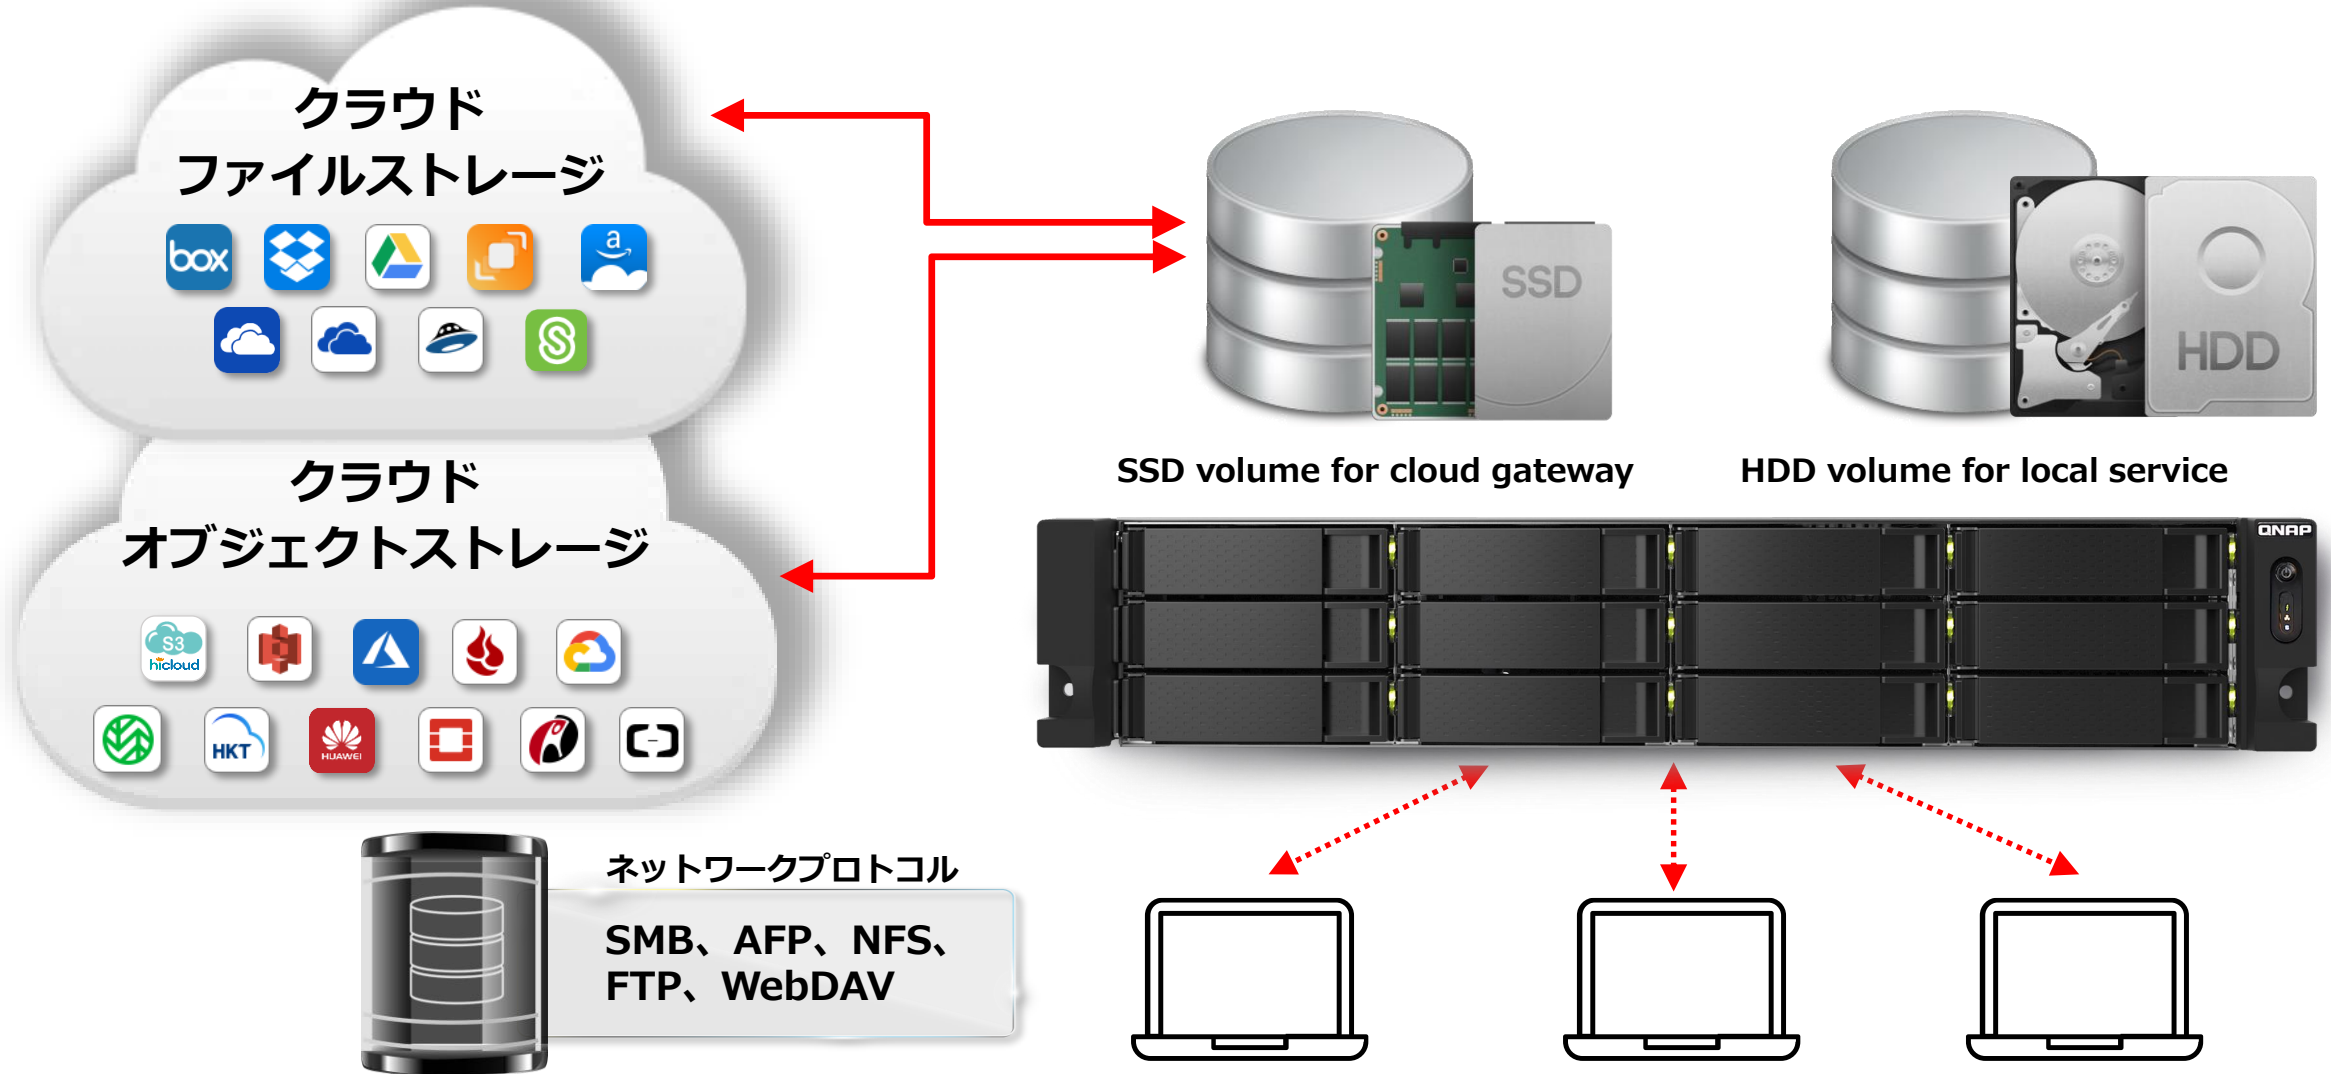 クラウド
ファイルストレージ
box
a
クラウド
オブジェクトストレージ
S3
hicloud
HKT
HUAWEI
ネットワークプロトコル
SMB、AFP、NFS、
FTP、WebDAV
SSD
HDD
SSD volume for cloud gateway
HDD volume for local service
QNAP